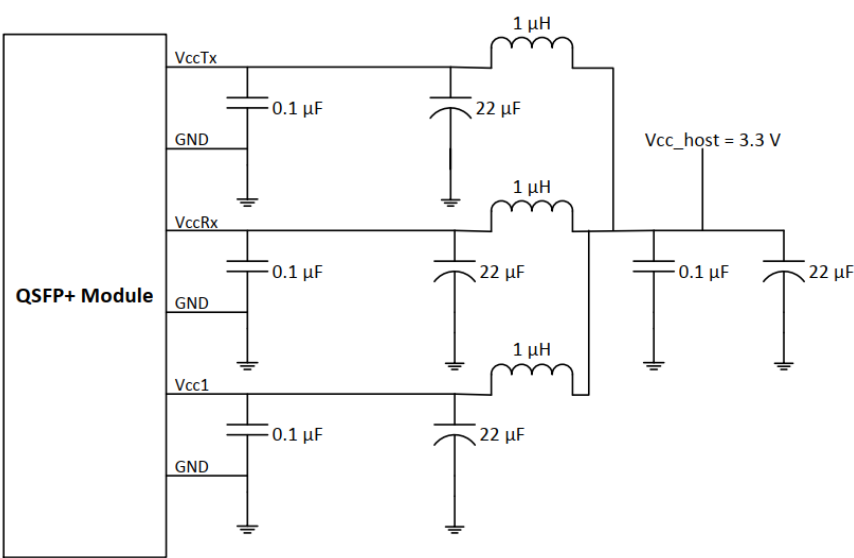 1 µH
VccTx
0.1 µF
22 µF
GND
Vcc_host = 3.3 V
1 µH
VccRx
0.1 µF
22 µF
0.1 µF
22 µF
QSFP+ Module
GND
1 µH
Vcc1
0.1 µF
22 µF
GND